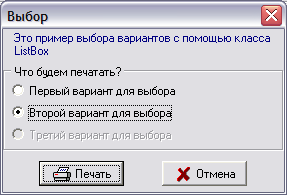 Выбор
Это пример выбора вариантов с помощью класса
ListBox
Что будем печатать?
Первый вариант для выбора
Второй вариант для выбора
Третий вариант для выбора
Печать
Отмена